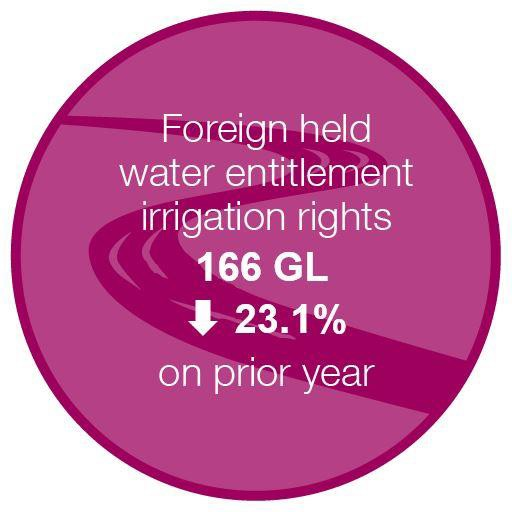 Foreign held
water entitlement
irrigation rights
166 GL
⬇ 23.1%
on prior year